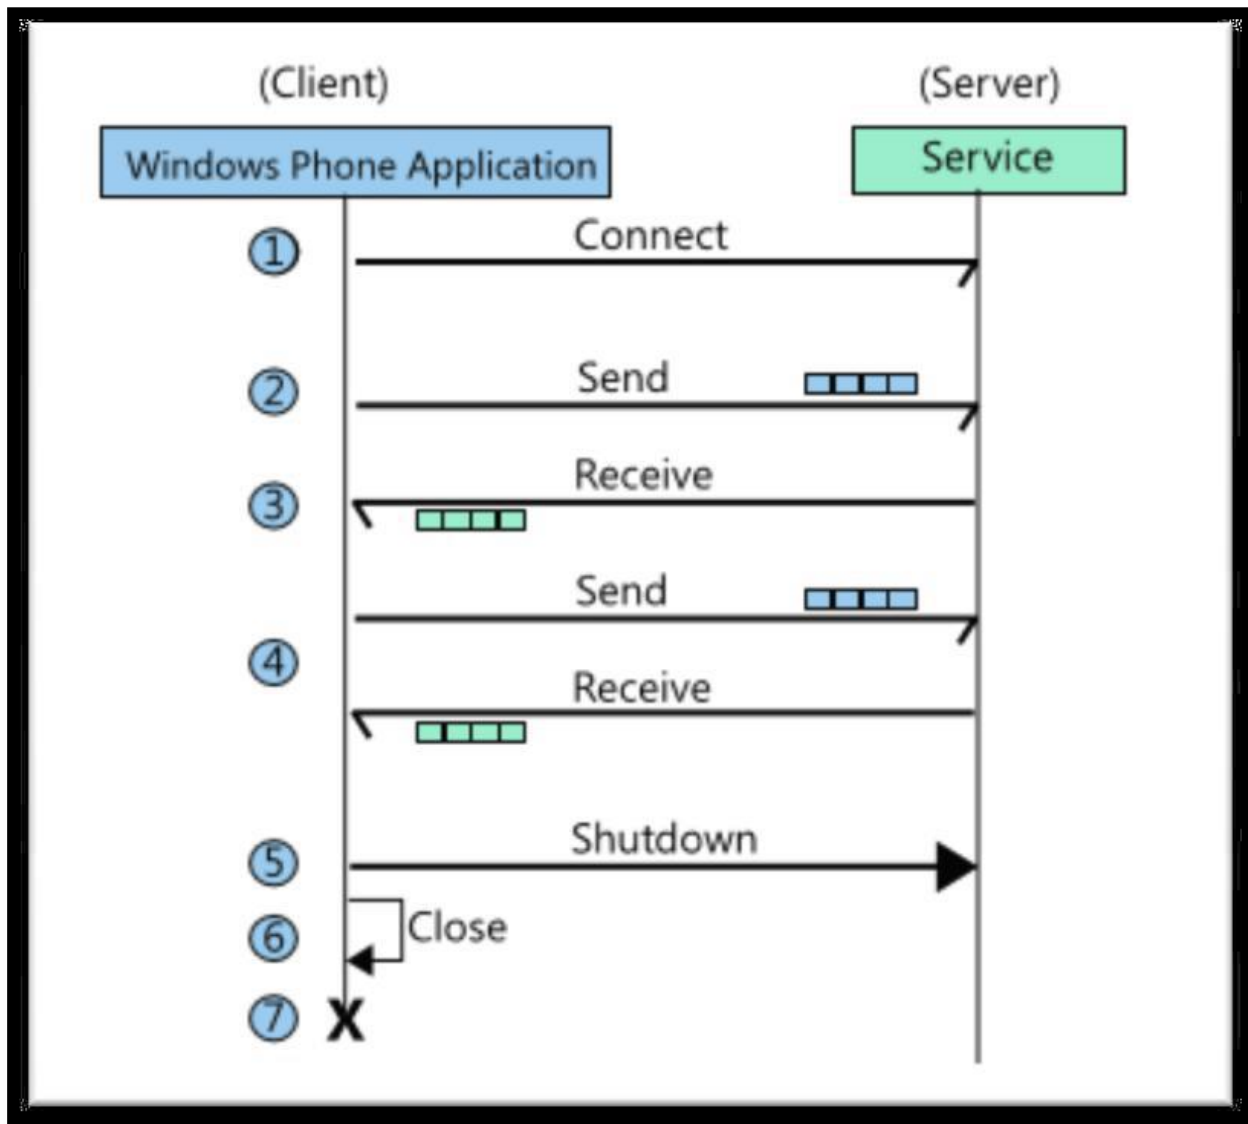 (Client)
(Server)
Windows Phone Application
Service
1
Connect
2
Send
3
Receive
Send
4
Receive
5
Shutdown
6
Close
7
X